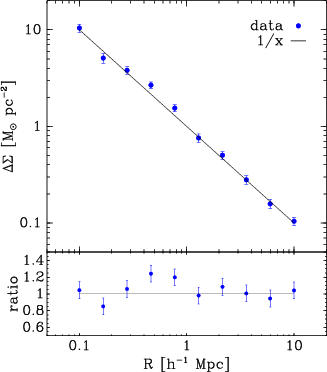 data
1/x
10
1
0.1
ΔΣ [M☉ pc⁻²]
1.4
1.2
1
0.8
0.6
ratio
0.1
1
10
R [h⁻¹ Mpc]